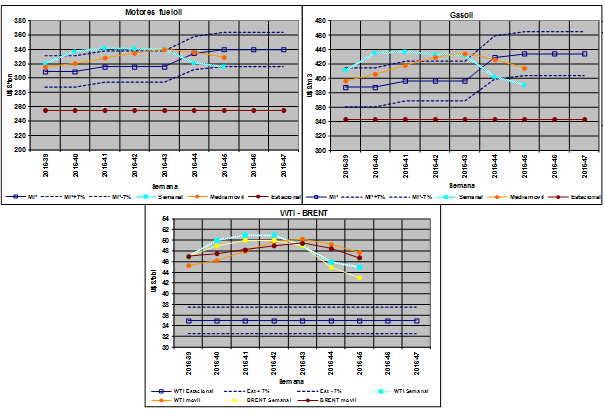 Motores fueloil
380
360
340
320
300
280
260
240
220
200
US$/ton
2016-39
2016-40
2016-41
2016-42
2016-43
2016-44
2016-45
2016-46
2016-47
Semana
MI*
MI*+7%
MI*-7%
Semanal
Media movil
Estacional
Gasoil
480
460
440
420
400
380
360
340
320
300
US$/m3
2016-39
2016-40
2016-41
2016-42
2016-43
2016-44
2016-45
2016-46
2016-47
Semana
MI*
MI*+7%
MI*-7%
Semanal
Media movil
Estacional
WTI - BRENT
64
62
60
58
56
54
52
50
48
46
44
42
40
38
36
34
32
30
US$/bbl
2016-39
2016-40
2016-41
2016-42
2016-43
2016-44
2016-45
2016-46
2016-47
Semana
WTI Estacional
Est + 7%
Est - 7%
WTI Semanal
WTI movil
BRENT Semanal
BRENT movil